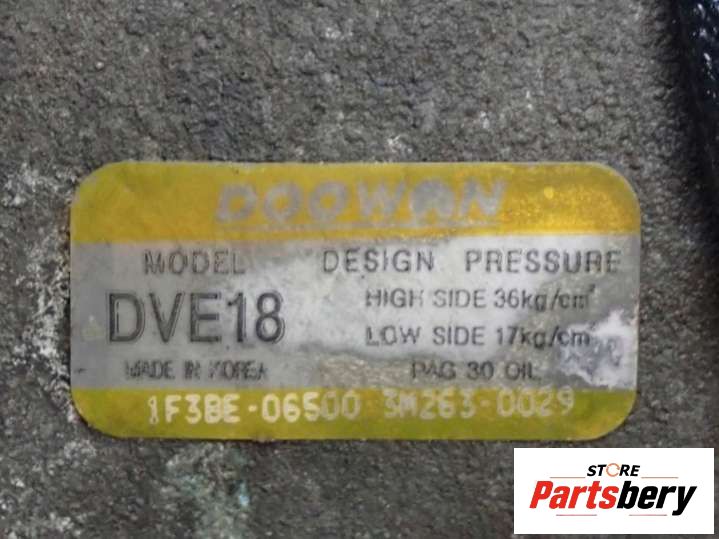 DOOWON
MODEL DESIGN PRESSURE
DVE18 HIGH SIDE 36kg/cm²
LOW SIDE 17kg/cm²
MADE IN KOREA PAG 30 OIL
1F3BE-06500 3M263-0029
STORE
Partsbery